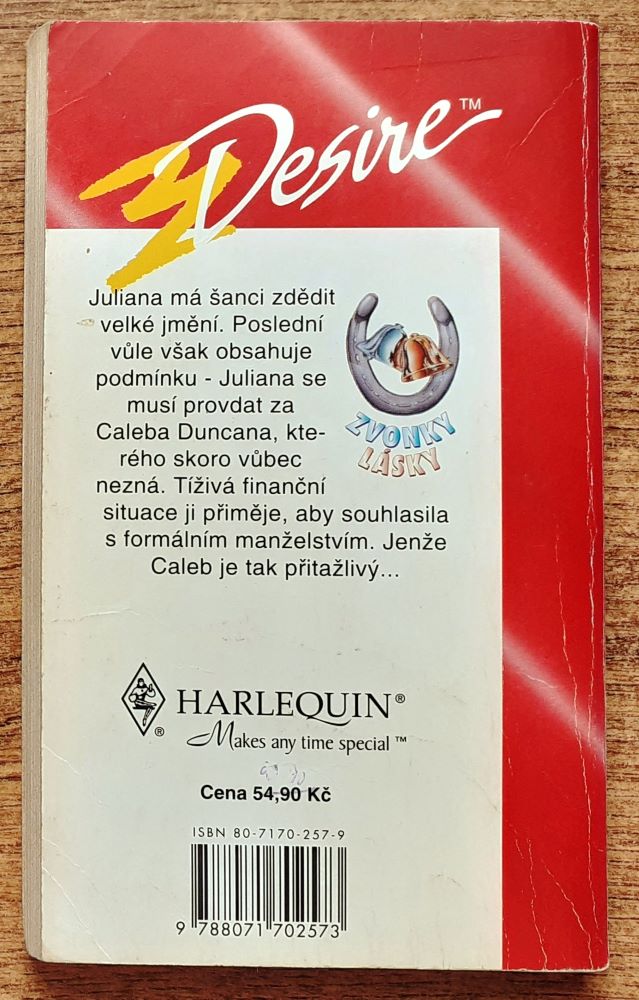 Desire™
Juliana má šanci zdědit
velké jmění. Poslední
vůle však obsahuje
podmínku - Juliana se
musí provdat za
Caleba Duncana, kte-
rého skoro vůbec
nezná. Tíživá finanční
situace ji přiměje, aby souhlasila
s formálním manželstvím. Jenže
Caleb je tak přitažlivý...
ZVONKY
LÁSKY
HARLEQUIN®
®
Makes any time special™
Cena 54,90 Kč
ISBN 80-7170-257-9
9 788071 702573